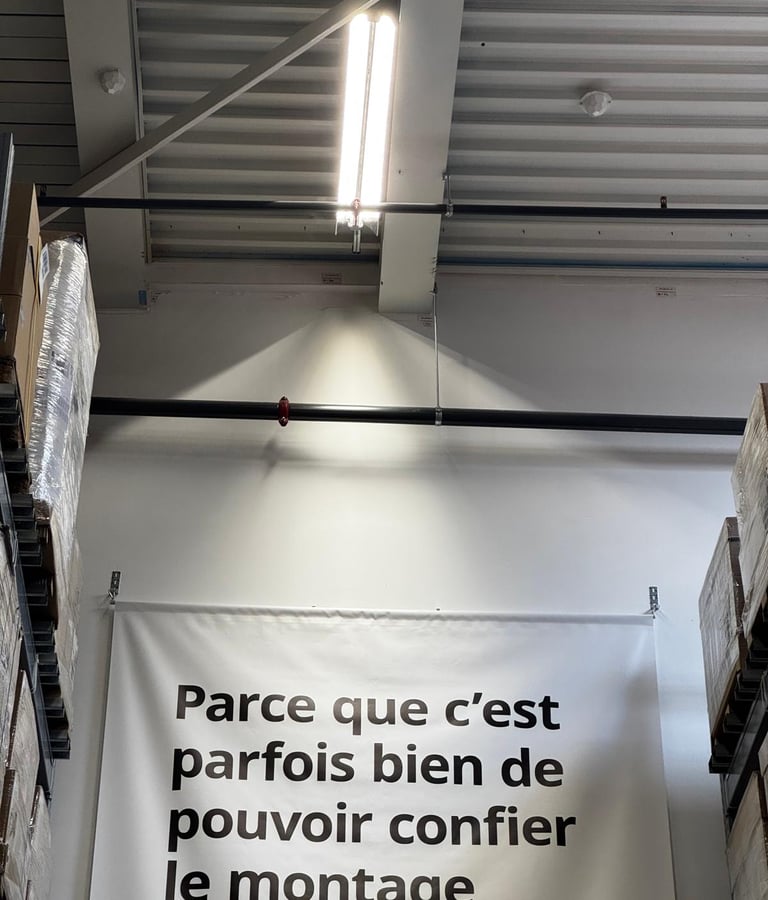 Parce que c’est
parfois bien de
pouvoir confier
le montage